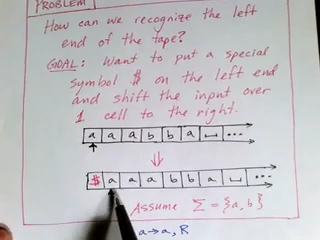 PROBLEM
How can we recognize the left
end of the tape?
GOAL: Want to put a special
symbol $ on the left end
and shift the input over
1 cell to the right.
a a a b b a ⊔ ...
$ a a a b b a ⊔ ...
Assume Σ = {a, b}
a→a, R